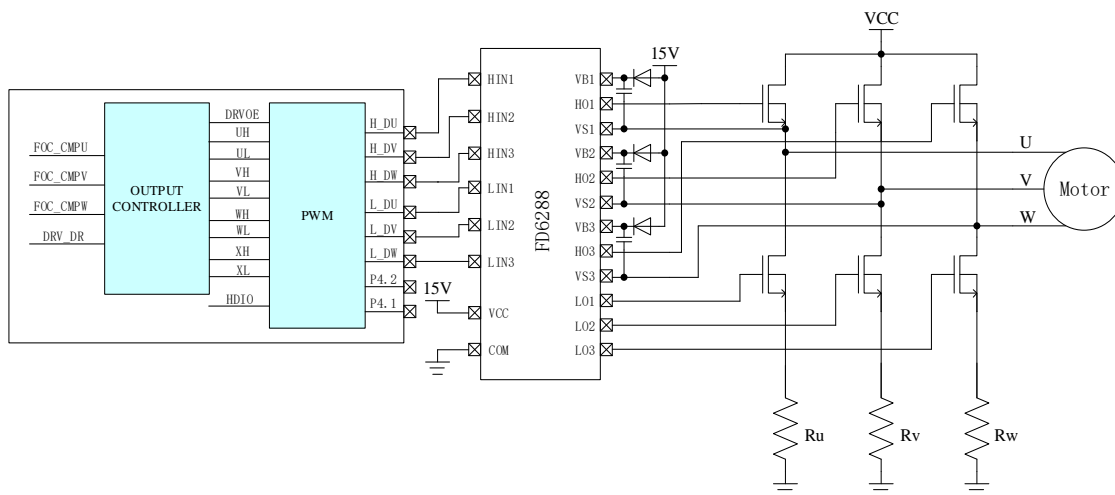 FOC_CMPU
FOC_CMPV
FOC_CMPW
DRV_DR
OUTPUT
CONTROLLER
DRVOE
UH
UL
VH
VL
WH
WL
XH
XL
HDIO
PWM
H_DU
H_DV
H_DW
L_DU
L_DV
L_DW
P4.2
P4.1
15V
HIN1
HIN2
HIN3
LIN1
LIN2
LIN3
VCC
COM
FD6288
VB1
HO1
VS1
VB2
HO2
VS2
VB3
HO3
VS3
LO1
LO2
LO3
15V
VCC
U
V
W
Motor
Ru
Rv
Rw